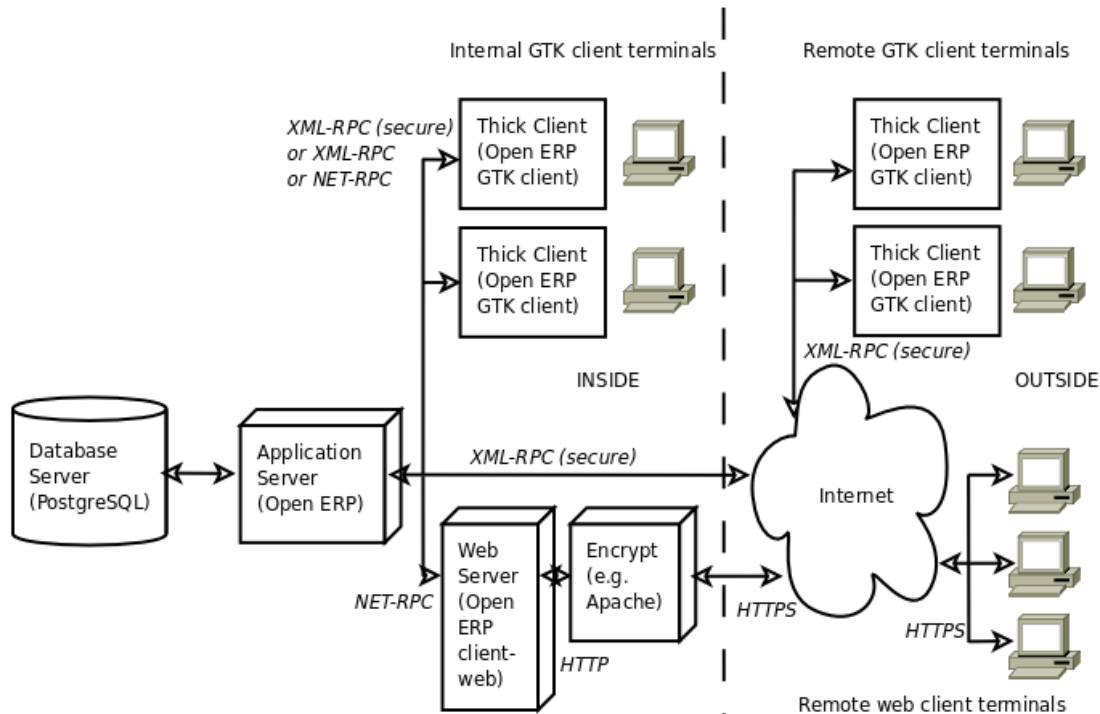 Internal GTK client terminals
Remote GTK client terminals
XML-RPC (secure)
or XML-RPC
or NET-RPC
Thick Client
(Open ERP
GTK client)
Thick Client
(Open ERP
GTK client)
Thick Client
(Open ERP
GTK client)
Thick Client
(Open ERP
GTK client)
XML-RPC (secure)
INSIDE
OUTSIDE
Database
Server
(PostgreSQL)
Application
Server
(Open ERP)
XML-RPC (secure)
Internet
Web
Server
(Open
ERP
client-
web)
Encrypt
(e.g.
Apache)
NET-RPC
HTTP
HTTPS
HTTPS
Remote web client terminals